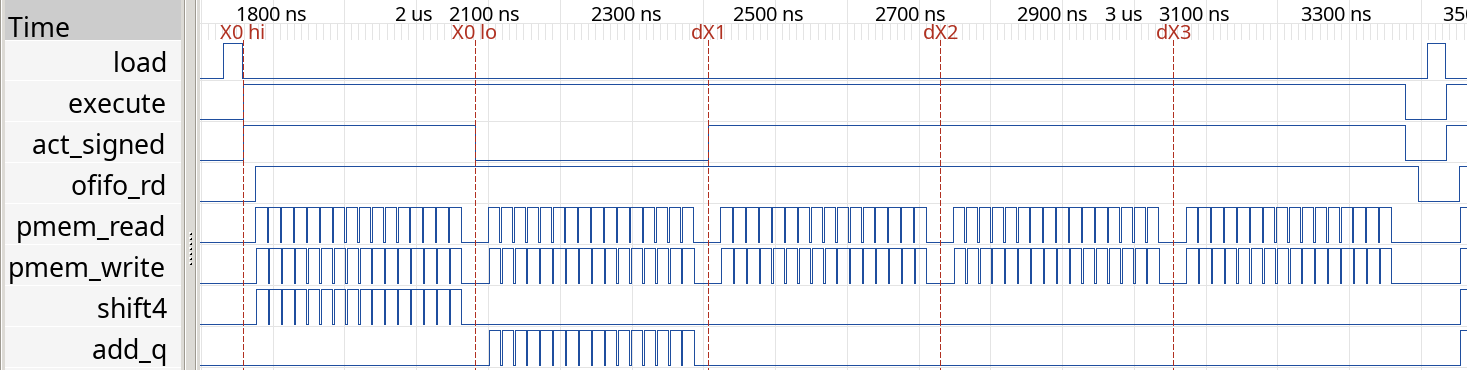 Time
1800 ns 2 us 2100 ns 2300 ns 2500 ns 2700 ns 2900 ns 3 us 3100 ns 3300 ns 350
X0 hi X0 lo dX1 dX2 dX3
load
execute
act_signed
ofifo_rd
pmem_read
pmem_write
shift4
add_q